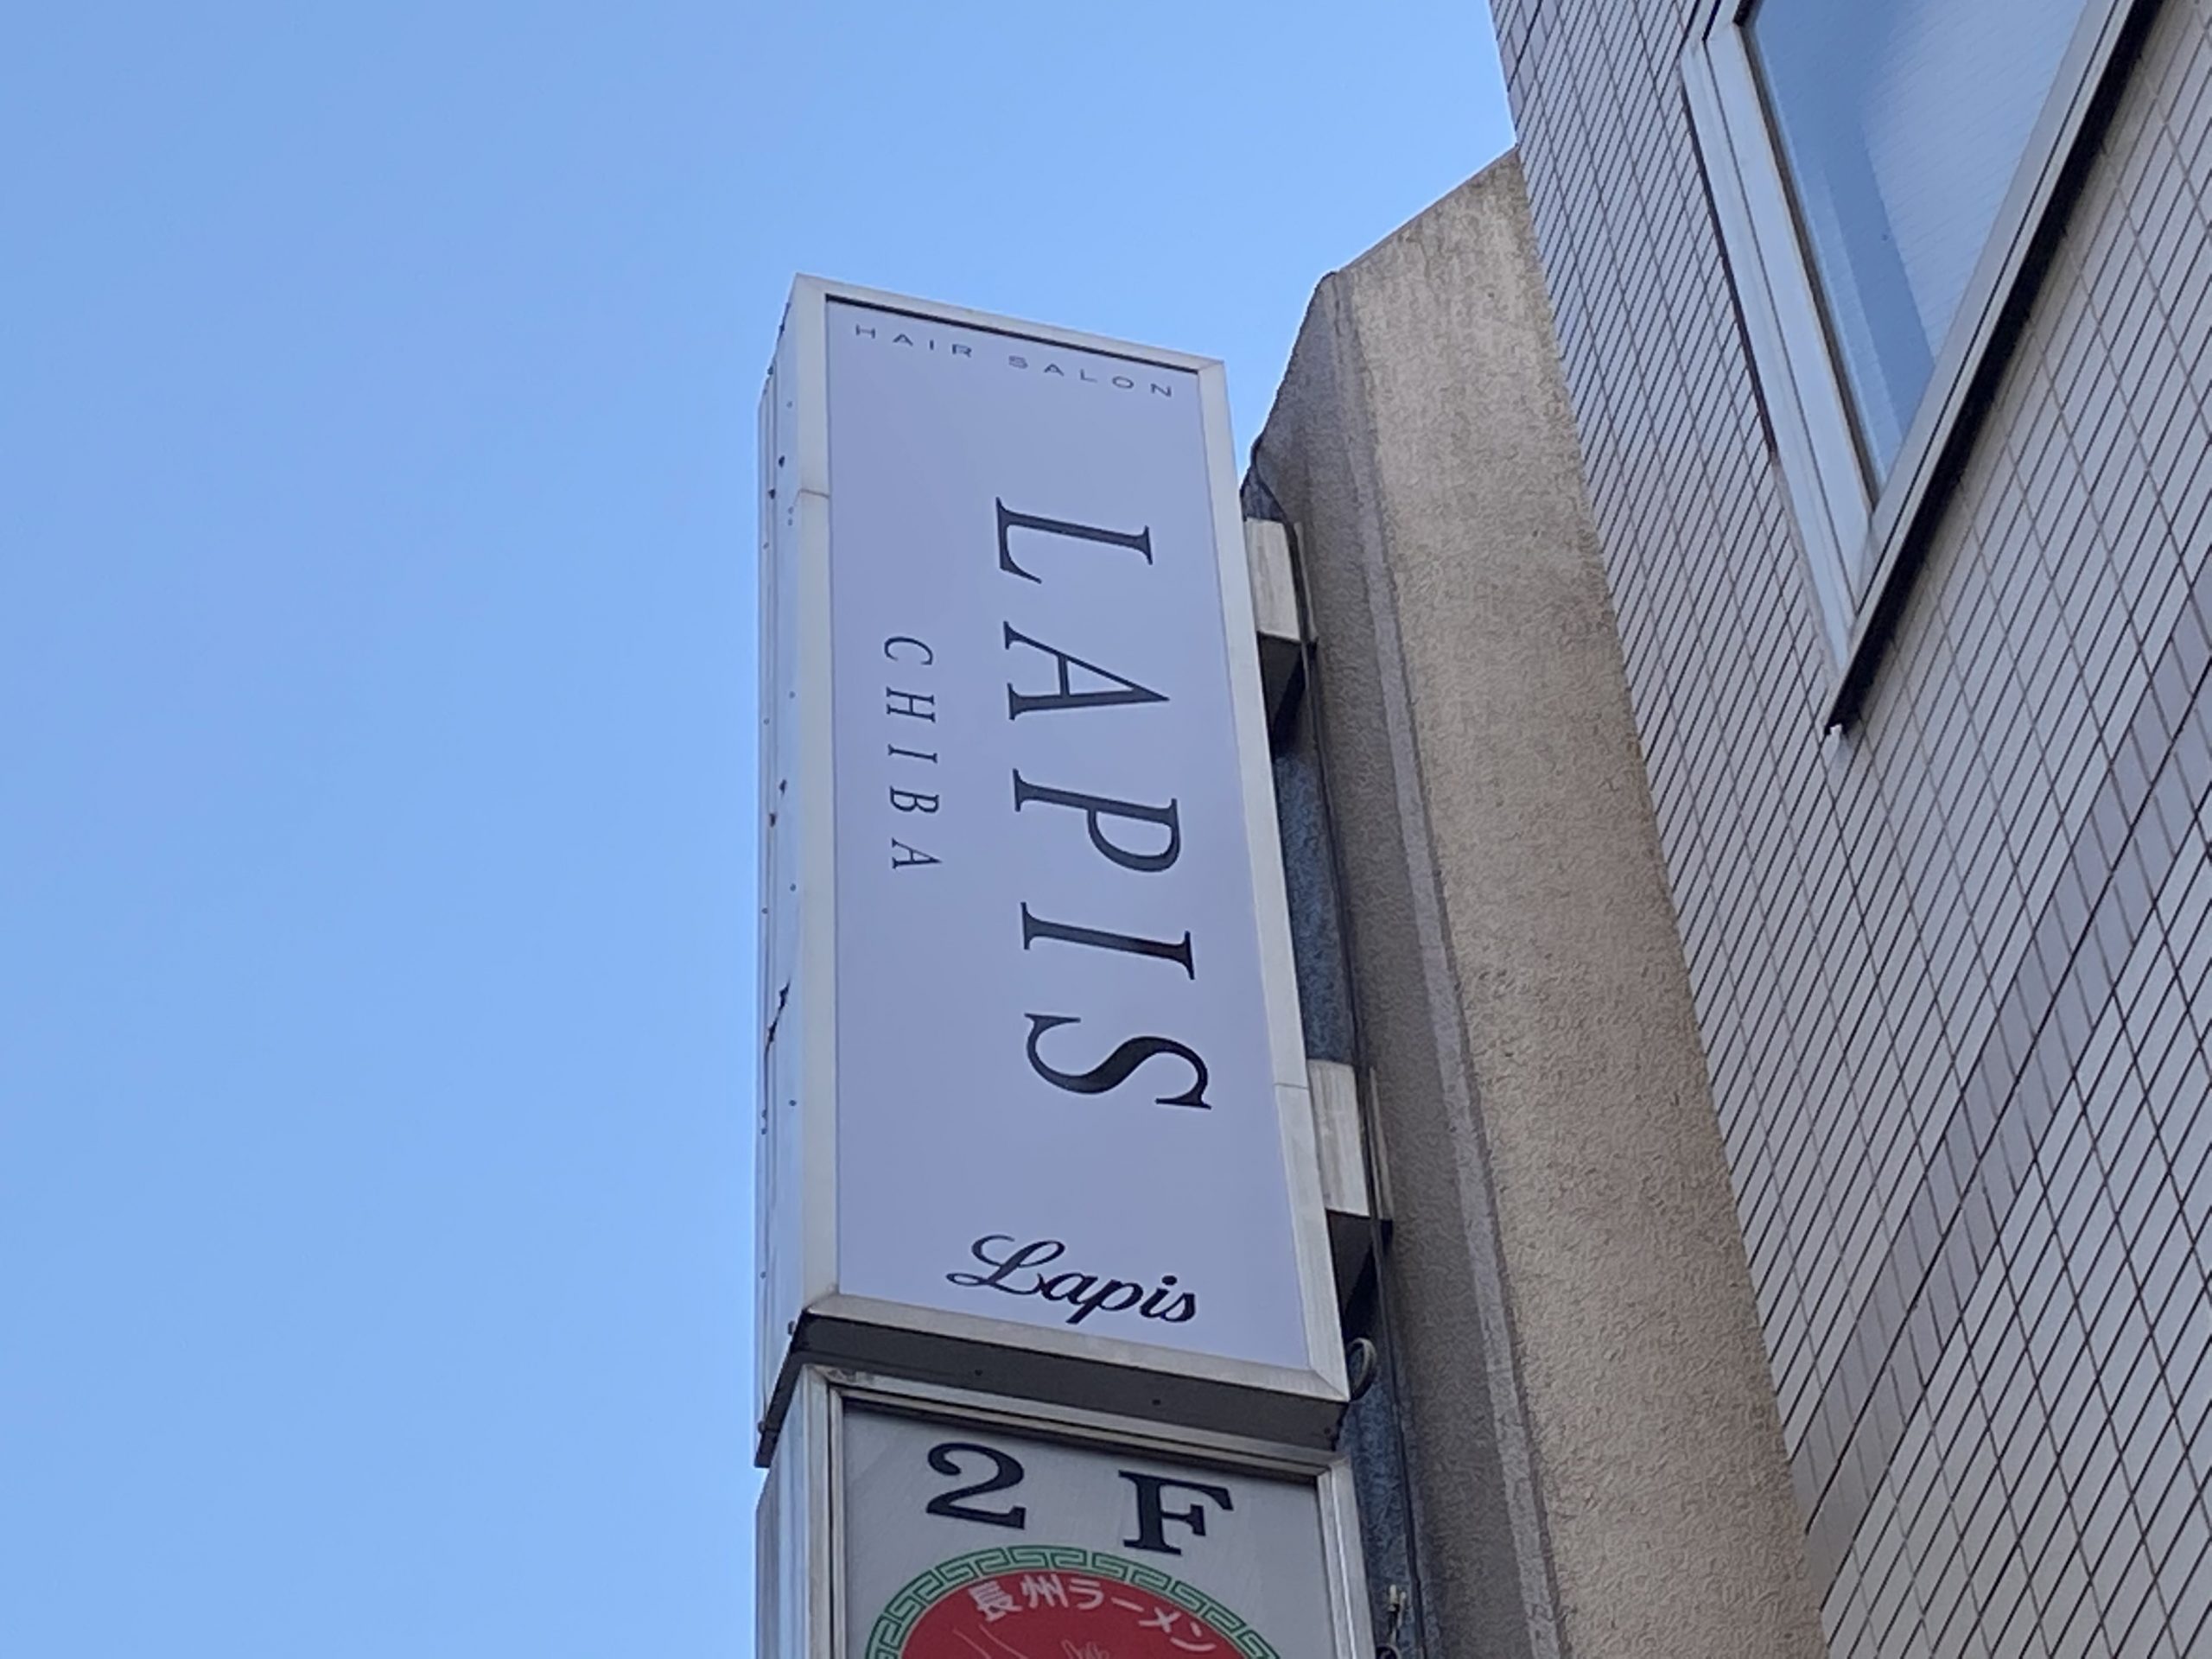 HAIR SALON
LAPIS
CHIBA
Lapis
2F
長州ラーメン